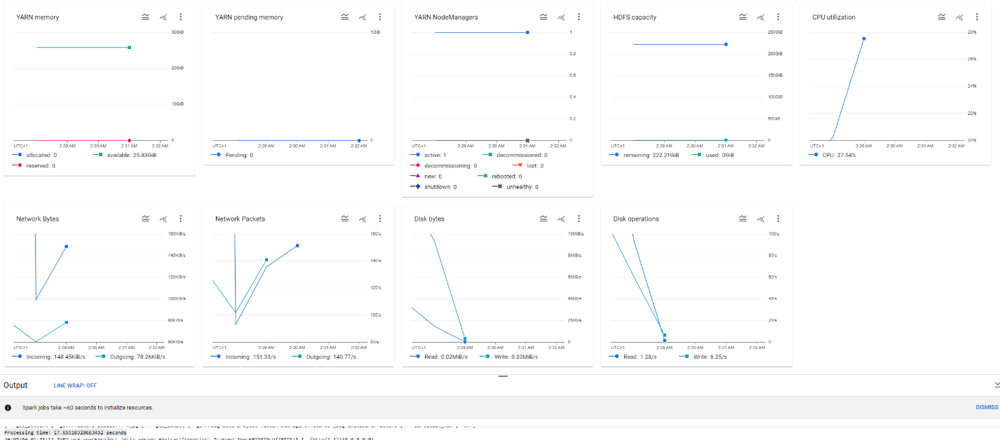 YARN memory
30GiB
20GiB
10GiB
0
UTC+1 2:29 AM 2:30 AM 2:31 AM 2:32 AM
allocated: 0 available: 25.83GiB
reserved: 0
YARN pending memory
1GiB
0
UTC+1 2:29 AM 2:30 AM 2:31 AM 2:32 AM
Pending: 0
YARN NodeManagers
1
0.8
0.6
0.4
0.2
0
UTC+1 2:29 AM 2:30 AM 2:31 AM 2:32 AM
active: 1 decommissioned: 0
decommissioning: 0 lost: 0
new: 0 rebooted: 0
shutdown: 0 unhealthy: 0
HDFS capacity
250GiB
200GiB
150GiB
100GiB
50GiB
0
UTC+1 2:29 AM 2:30 AM 2:31 AM 2:32 AM
remaining: 222.21GiB used: 0GiB
CPU utilization
28%
26%
24%
22%
20%
UTC+1 2:29 AM 2:30 AM 2:31 AM 2:32 AM
CPU: 27.54%
Network Bytes
160KiB/s
140KiB/s
120KiB/s
100KiB/s
80KiB/s
60KiB/s
UTC+1 2:29 AM 2:30 AM 2:31 AM 2:32 AM
Incoming: 148.45KiB/s Outgoing: 78.26KiB/s
Network Packets
160/s
140/s
120/s
100/s
80/s
UTC+1 2:29 AM 2:30 AM 2:31 AM 2:32 AM
Incoming: 151.33/s Outgoing: 140.77/s
Disk bytes
10MiB/s
8MiB/s
6MiB/s
4MiB/s
2MiB/s
0
UTC+1 2:29 AM 2:30 AM 2:31 AM 2:32 AM
Read: 0.02MiB/s Write: 0.33MiB/s
Disk operations
100/s
80/s
60/s
40/s
20/s
0
UTC+1 2:29 AM 2:30 AM 2:31 AM 2:32 AM
Read: 1.28/s Write: 6.25/s
Output LINE WRAP: OFF
Spark jobs take ~60 seconds to initialize resources.
DISMISS
Processing time: 17.65510320663452 seconds